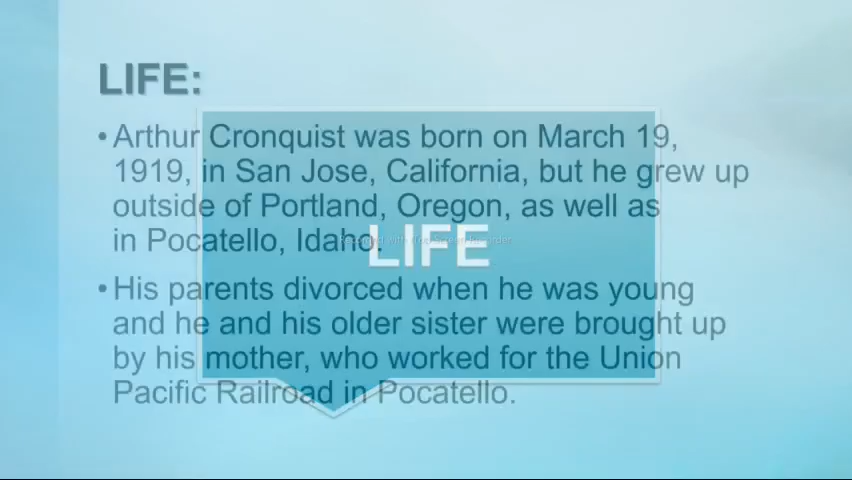 LIFE:
• Arthur Cronquist was born on March 19,
1919, in San Jose, California, but he grew up
outside of Portland, Oregon, as well as
in Pocatello, Idaho.
LIFE
• His parents divorced when he was young
and he and his older sister were brought up
by his mother, who worked for the Union
Pacific Railroad in Pocatello.